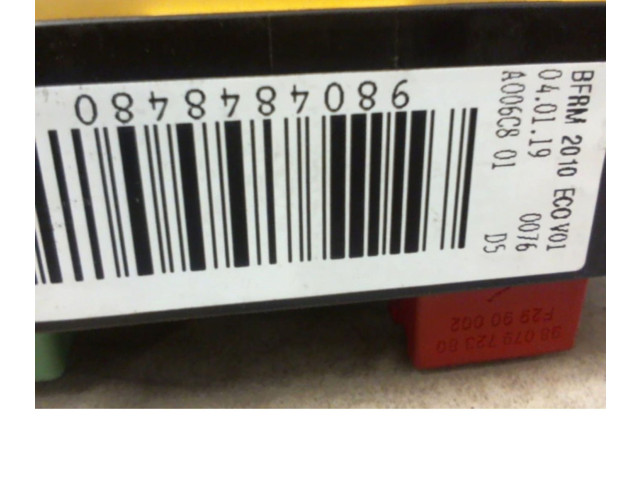 9804848480
BFRM 2010 ECO V01
04.01.19 0076
A006C8 01 D5
98 079 723 80
F29 90 002